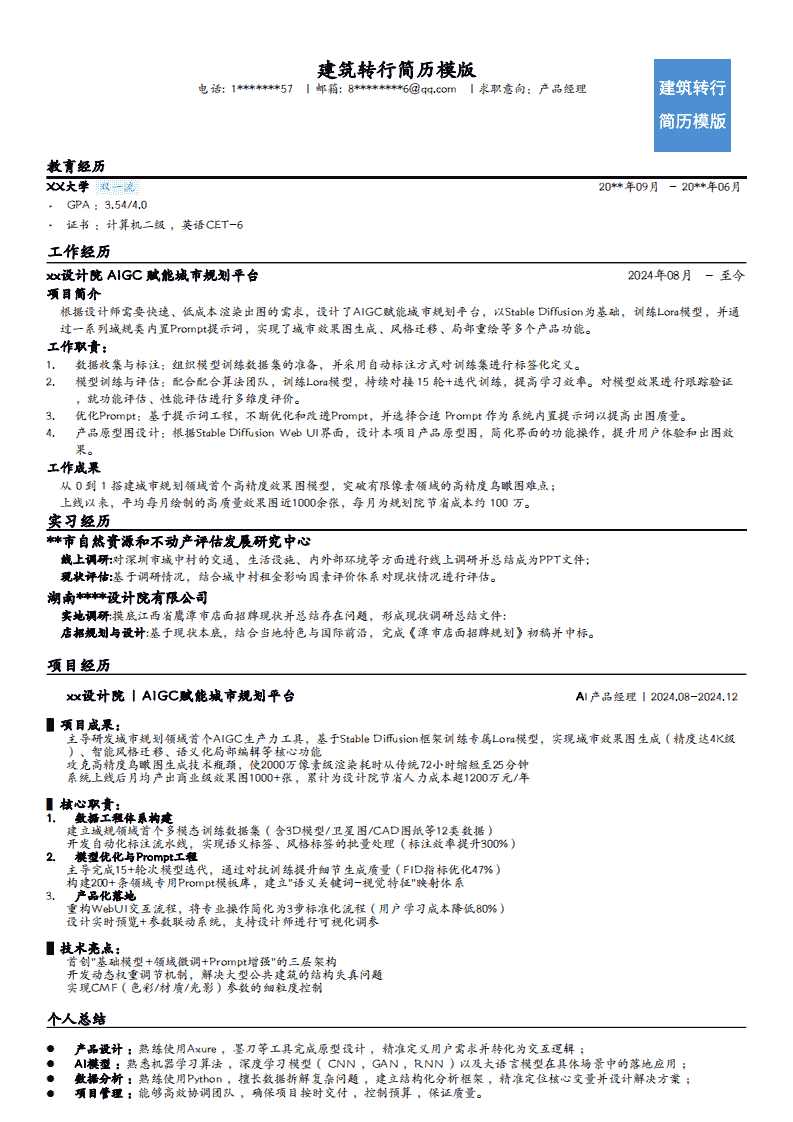 建筑转行简历模版
电话: 1*******57 | 邮箱: 8********6@qq.com | 求职意向：产品经理
建筑转行
简历模版
教育经历
XX大学 双一流 20**年09月 - 20**年06月
· GPA：3.54/4.0
· 证书：计算机二级，英语CET-6
工作经历
xx设计院 AIGC 赋能城市规划平台 2024年08月 - 至今
项目简介
根据设计师需要快速、低成本渲染出图的需求，设计了AIGC赋能城市规划平台，以Stable Diffusion为基础，训练Lora模型，并通
过一系列城规类内置Prompt提示词，实现了城市效果图生成、风格迁移、局部重绘等多个产品功能。
工作职责：
1. 数据收集与标注：组织模型训练数据集的准备，并采用自动标注方式对训练集进行标签化定义。
2. 模型训练与评估：配合配合算法团队，训练Lora模型，持续对接 15 轮+迭代训练，提高学习效率。对模型效果进行跟踪验证
，就功能评估、性能评估进行多维度评价。
3. 优化Prompt：基于提示词工程，不断优化和改进Prompt，并选择合适 Prompt 作为系统内置提示词以提高出图质量。
4. 产品原型图设计：根据Stable Diffusion Web UI界面，设计本项目产品原型图，简化界面的功能操作，提升用户体验和出图效
果。
工作成果
从 0 到 1 搭建城市规划领域首个高精度效果图模型，突破有限像素领域的高精度鸟瞰图难点；
上线以来，平均每月绘制的高质量效果图近1000余张，每月为规划院节省成本约 100 万。
实习经历
**市自然资源和不动产评估发展研究中心
线上调研:对深圳市城中村的交通、生活设施、内外部环境等方面进行线上调研并总结成为PPT文件；
现状评估:基于调研情况，结合城中村租金影响因素评价体系对现状情况进行评估。
湖南****设计院有限公司
实地调研:摸底江西省鹰潭市店面招牌现状并总结存在问题，形成现状调研总结文件:
店招规划与设计:基于现状本底，结合当地特色与国际前沿，完成《潭市店面招牌规划》初稿并中标。
项目经历
xx设计院 | AIGC赋能城市规划平台 AI产品经理 | 2024.08-2024.12
█ 项目成果：
主导研发城市规划领域首个AIGC生产力工具，基于Stable Diffusion框架训练专属Lora模型，实现城市效果图生成（精度达4K级
）、智能风格迁移、语义化局部编辑等核心功能
攻克高精度鸟瞰图生成技术瓶颈，使2000万像素级渲染耗时从传统72小时缩短至25分钟
系统上线后月均产出商业级效果图1000+张，累计为设计院节省人力成本超1200万元/年
█ 核心职责：
1. 数据工程体系构建
建立城规领域首个多模态训练数据集（含3D模型/卫星图/CAD图纸等12类数据）
开发自动化标注流水线，实现语义标签、风格标签的批量处理（标注效率提升300%）
2. 模型优化与Prompt工程
主导完成15+轮次模型迭代，通过对抗训练提升细节生成质量（FID指标优化47%）
构建200+条领域专用Prompt模板库，建立"语义关键词-视觉特征"映射体系
3. 产品化落地
重构WebUI交互流程，将专业操作简化为3步标准化流程（用户学习成本降低80%）
设计实时预览+参数联动系统，支持设计师进行可视化调参
█ 技术亮点：
首创"基础模型+领域微调+Prompt增强"的三层架构
开发动态权重调节机制，解决大型公共建筑的结构失真问题
实现CMF（色彩/材质/光影）参数的细粒度控制
个人总结
● 产品设计：熟练使用Axure，墨刀等工具完成原型设计，精准定义用户需求并转化为交互逻辑；
● AI模型：熟悉机器学习算法，深度学习模型（CNN，GAN，RNN）以及大语言模型在具体场景中的落地应用；
● 数据分析：熟练使用Python，擅长数据拆解复杂问题，建立结构化分析框架，精准定位核心变量并设计解决方案；
● 项目管理：能够高效协调团队，确保项目按时交付，控制预算，保证质量。